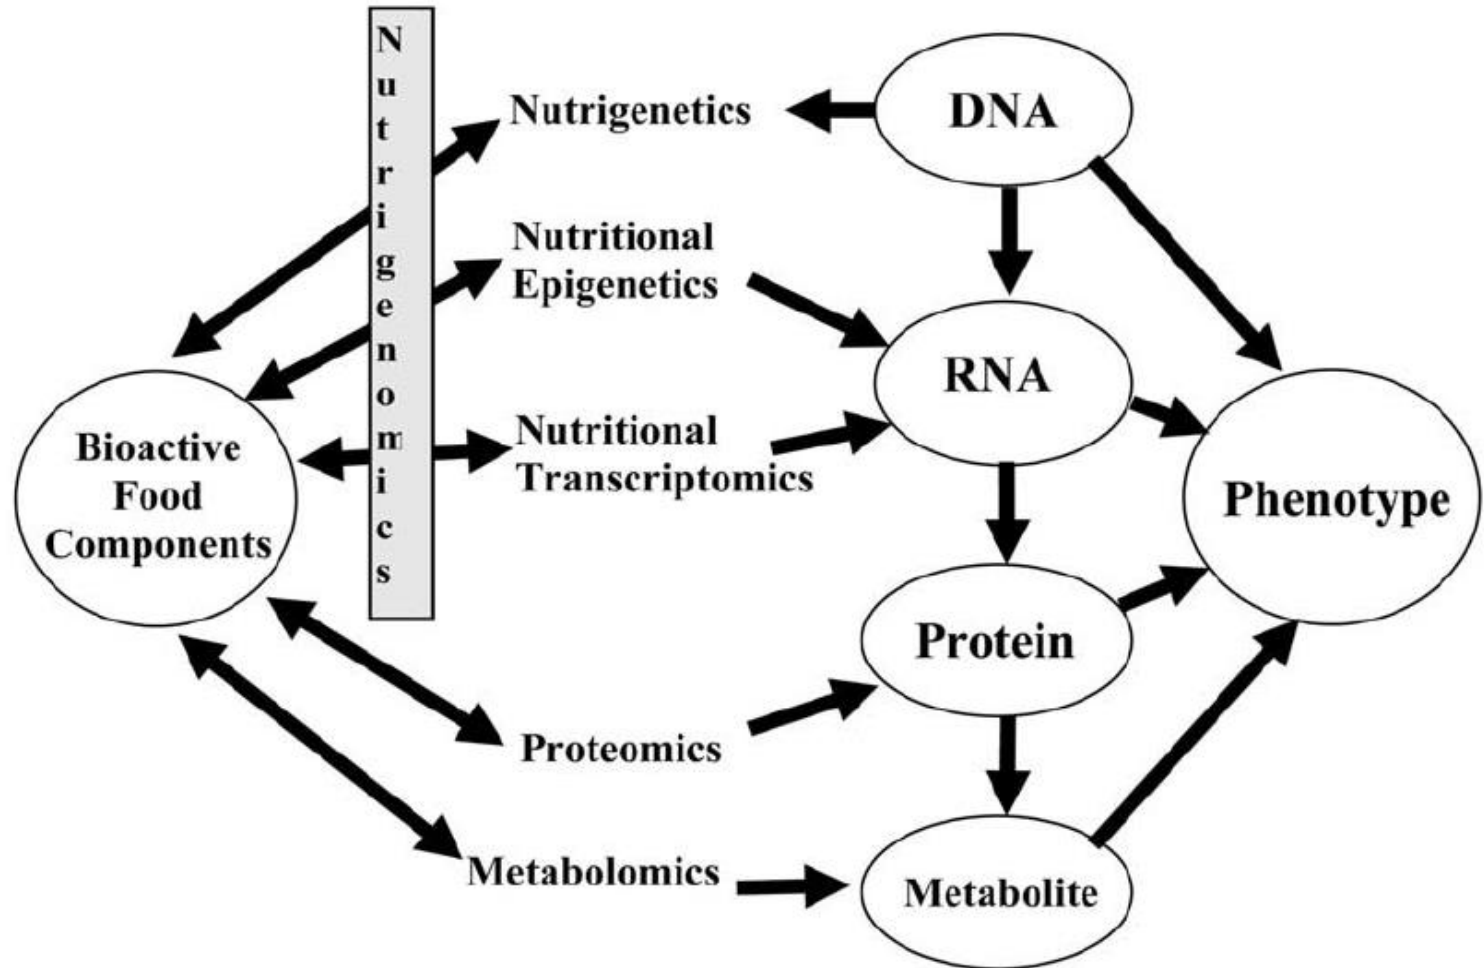 Nutrigenomics
Nutrigenetics
DNA
Nutritional
Epigenetics
RNA
Nutritional
Transcriptomics
Bioactive
Food
Components
Phenotype
Protein
Proteomics
Metabolomics
Metabolite